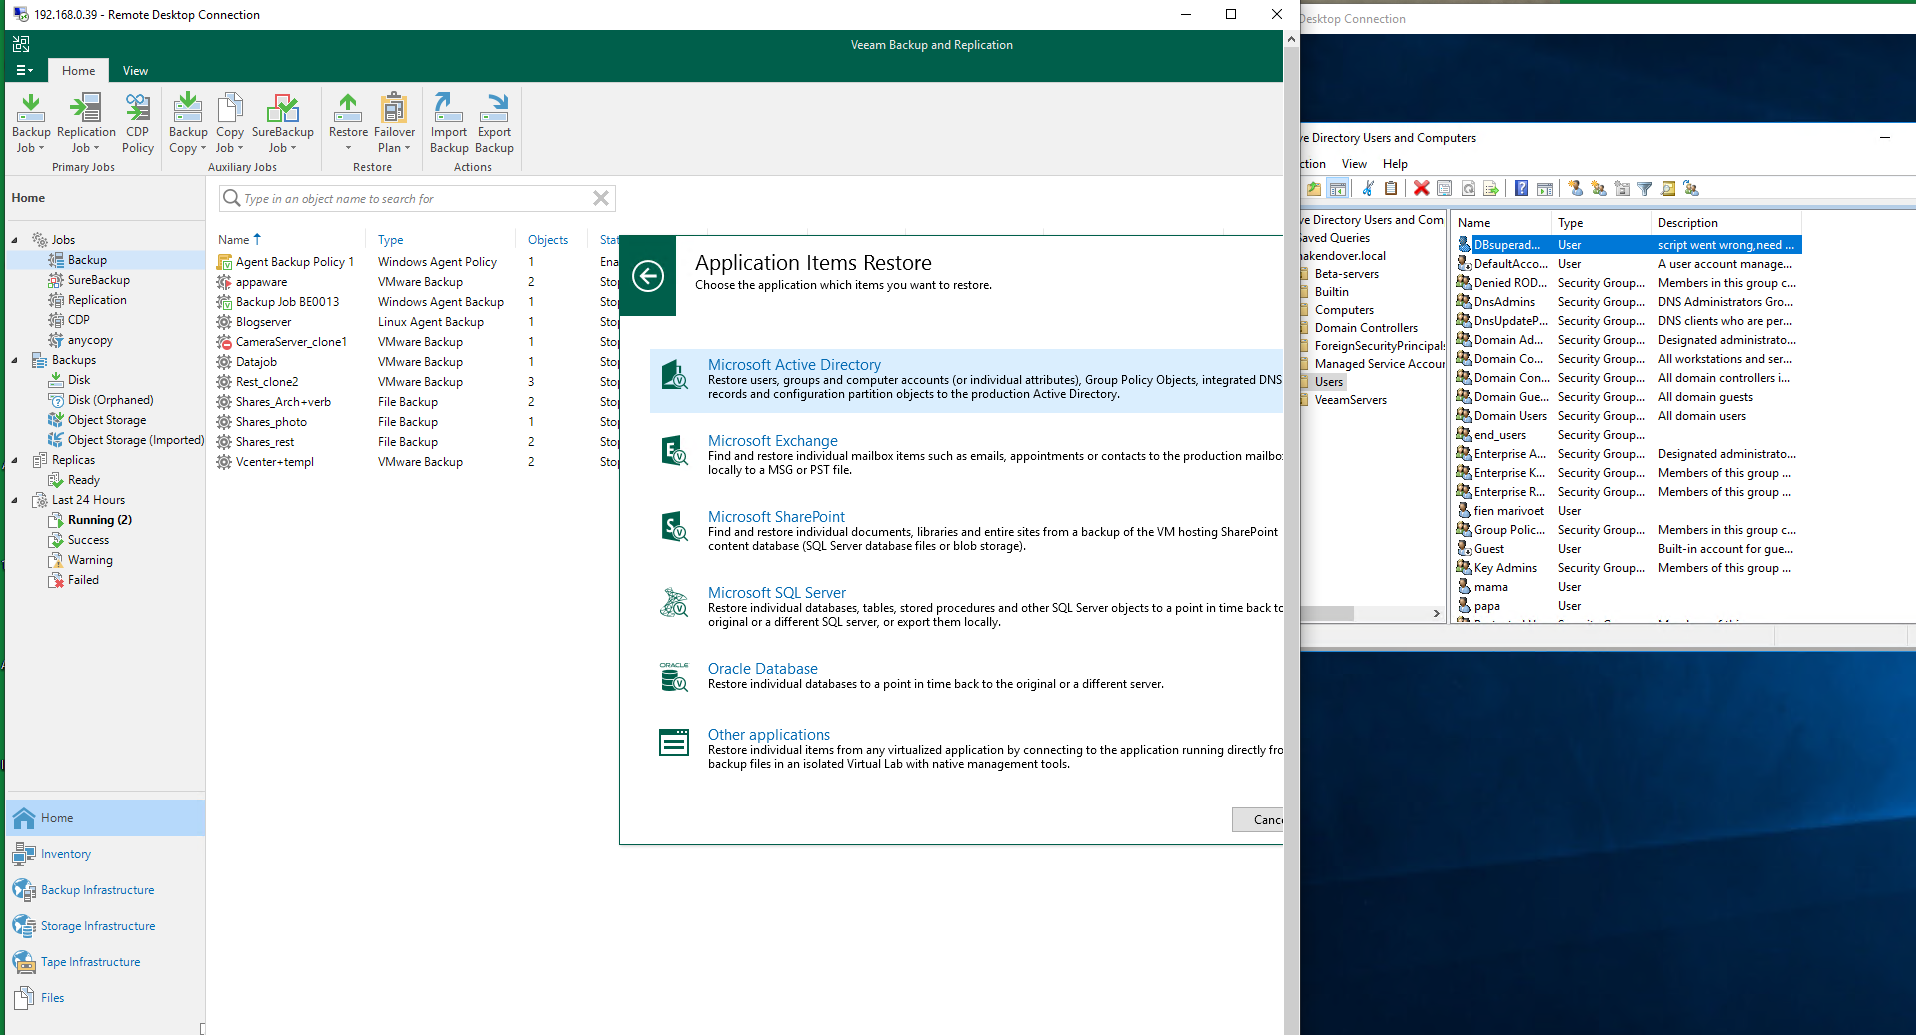 192.168.0.39 - Remote Desktop Connection
Desktop Connection
Veeam Backup and Replication
Home
View
Backup Job
Replication Job
CDP Policy
Backup Copy
Copy Job
SureBackup Job
Restore
Failover Plan
Import Backup
Export Backup
Primary Jobs
Auxiliary Jobs
Restore
Actions
Home
Type in an object name to search for
Jobs
Backup
SureBackup
Replication
CDP
anycopy
Backups
Disk
Disk (Orphaned)
Object Storage
Object Storage (Imported)
Replicas
Ready
Last 24 Hours
Running (2)
Success
Warning
Failed
Home
Inventory
Backup Infrastructure
Storage Infrastructure
Tape Infrastructure
Files
Name Type Objects Stat
Agent Backup Policy 1 Windows Agent Policy 1 Ena
appaware VMware Backup 2 Stop
Backup Job BE0013 Windows Agent Backup 1 Stop
Blogserver Linux Agent Backup 1 Stop
CameraServer_clone1 VMware Backup 1 Stop
Datajob VMware Backup 1 Stop
Rest_clone2 VMware Backup 3 Stop
Shares_Arch+verb File Backup 2 Stop
Shares_photo File Backup 1 Stop
Shares_rest File Backup 2 Stop
Vcenter+templ VMware Backup 2 Stop
Application Items Restore
Choose the application which items you want to restore.
Microsoft Active Directory
Restore users, groups and computer accounts (or individual attributes), Group Policy Objects, integrated DNS
records and configuration partition objects to the production Active Directory.
Microsoft Exchange
Find and restore individual mailbox items such as emails, appointments or contacts to the production mailbo
locally to a MSG or PST file.
Microsoft SharePoint
Find and restore individual documents, libraries and entire sites from a backup of the VM hosting SharePoint
content database (SQL Server database files or blob storage).
Microsoft SQL Server
Restore individual databases, tables, stored procedures and other SQL Server objects to a point in time back to
original or a different SQL server, or export them locally.
ORACLE
Oracle Database
Restore individual databases to a point in time back to the original or a different server.
Other applications
Restore individual items from any virtualized application by connecting to the application running directly fro
backup files in an isolated Virtual Lab with native management tools.
Canc
ve Directory Users and Computers
ction View Help
ve Directory Users and Com
aved Queries
akendover.local
Beta-servers
Builtin
Computers
Domain Controllers
ForeignSecurityPrincipals
Managed Service Accour
Users
VeeamServers
Name Type Description
DBsuperad... User script went wrong,need ...
DefaultAcco... User A user account manage...
Denied ROD... Security Group... Members in this group c...
DnsAdmins Security Group... DNS Administrators Gro...
DnsUpdateP... Security Group... DNS clients who are per...
Domain Ad... Security Group... Designated administrato...
Domain Co... Security Group... All workstations and ser...
Domain Con... Security Group... All domain controllers i...
Domain Gue... Security Group... All domain guests
Domain Users Security Group... All domain users
end_users Security Group...
Enterprise A... Security Group... Designated administrato...
Enterprise K... Security Group... Members of this group ...
Enterprise R... Security Group... Members of this group ...
fien marivoet User
Group Polic... Security Group... Members in this group c...
Guest User Built-in account for gue...
Key Admins Security Group... Members of this group ...
mama User
papa User